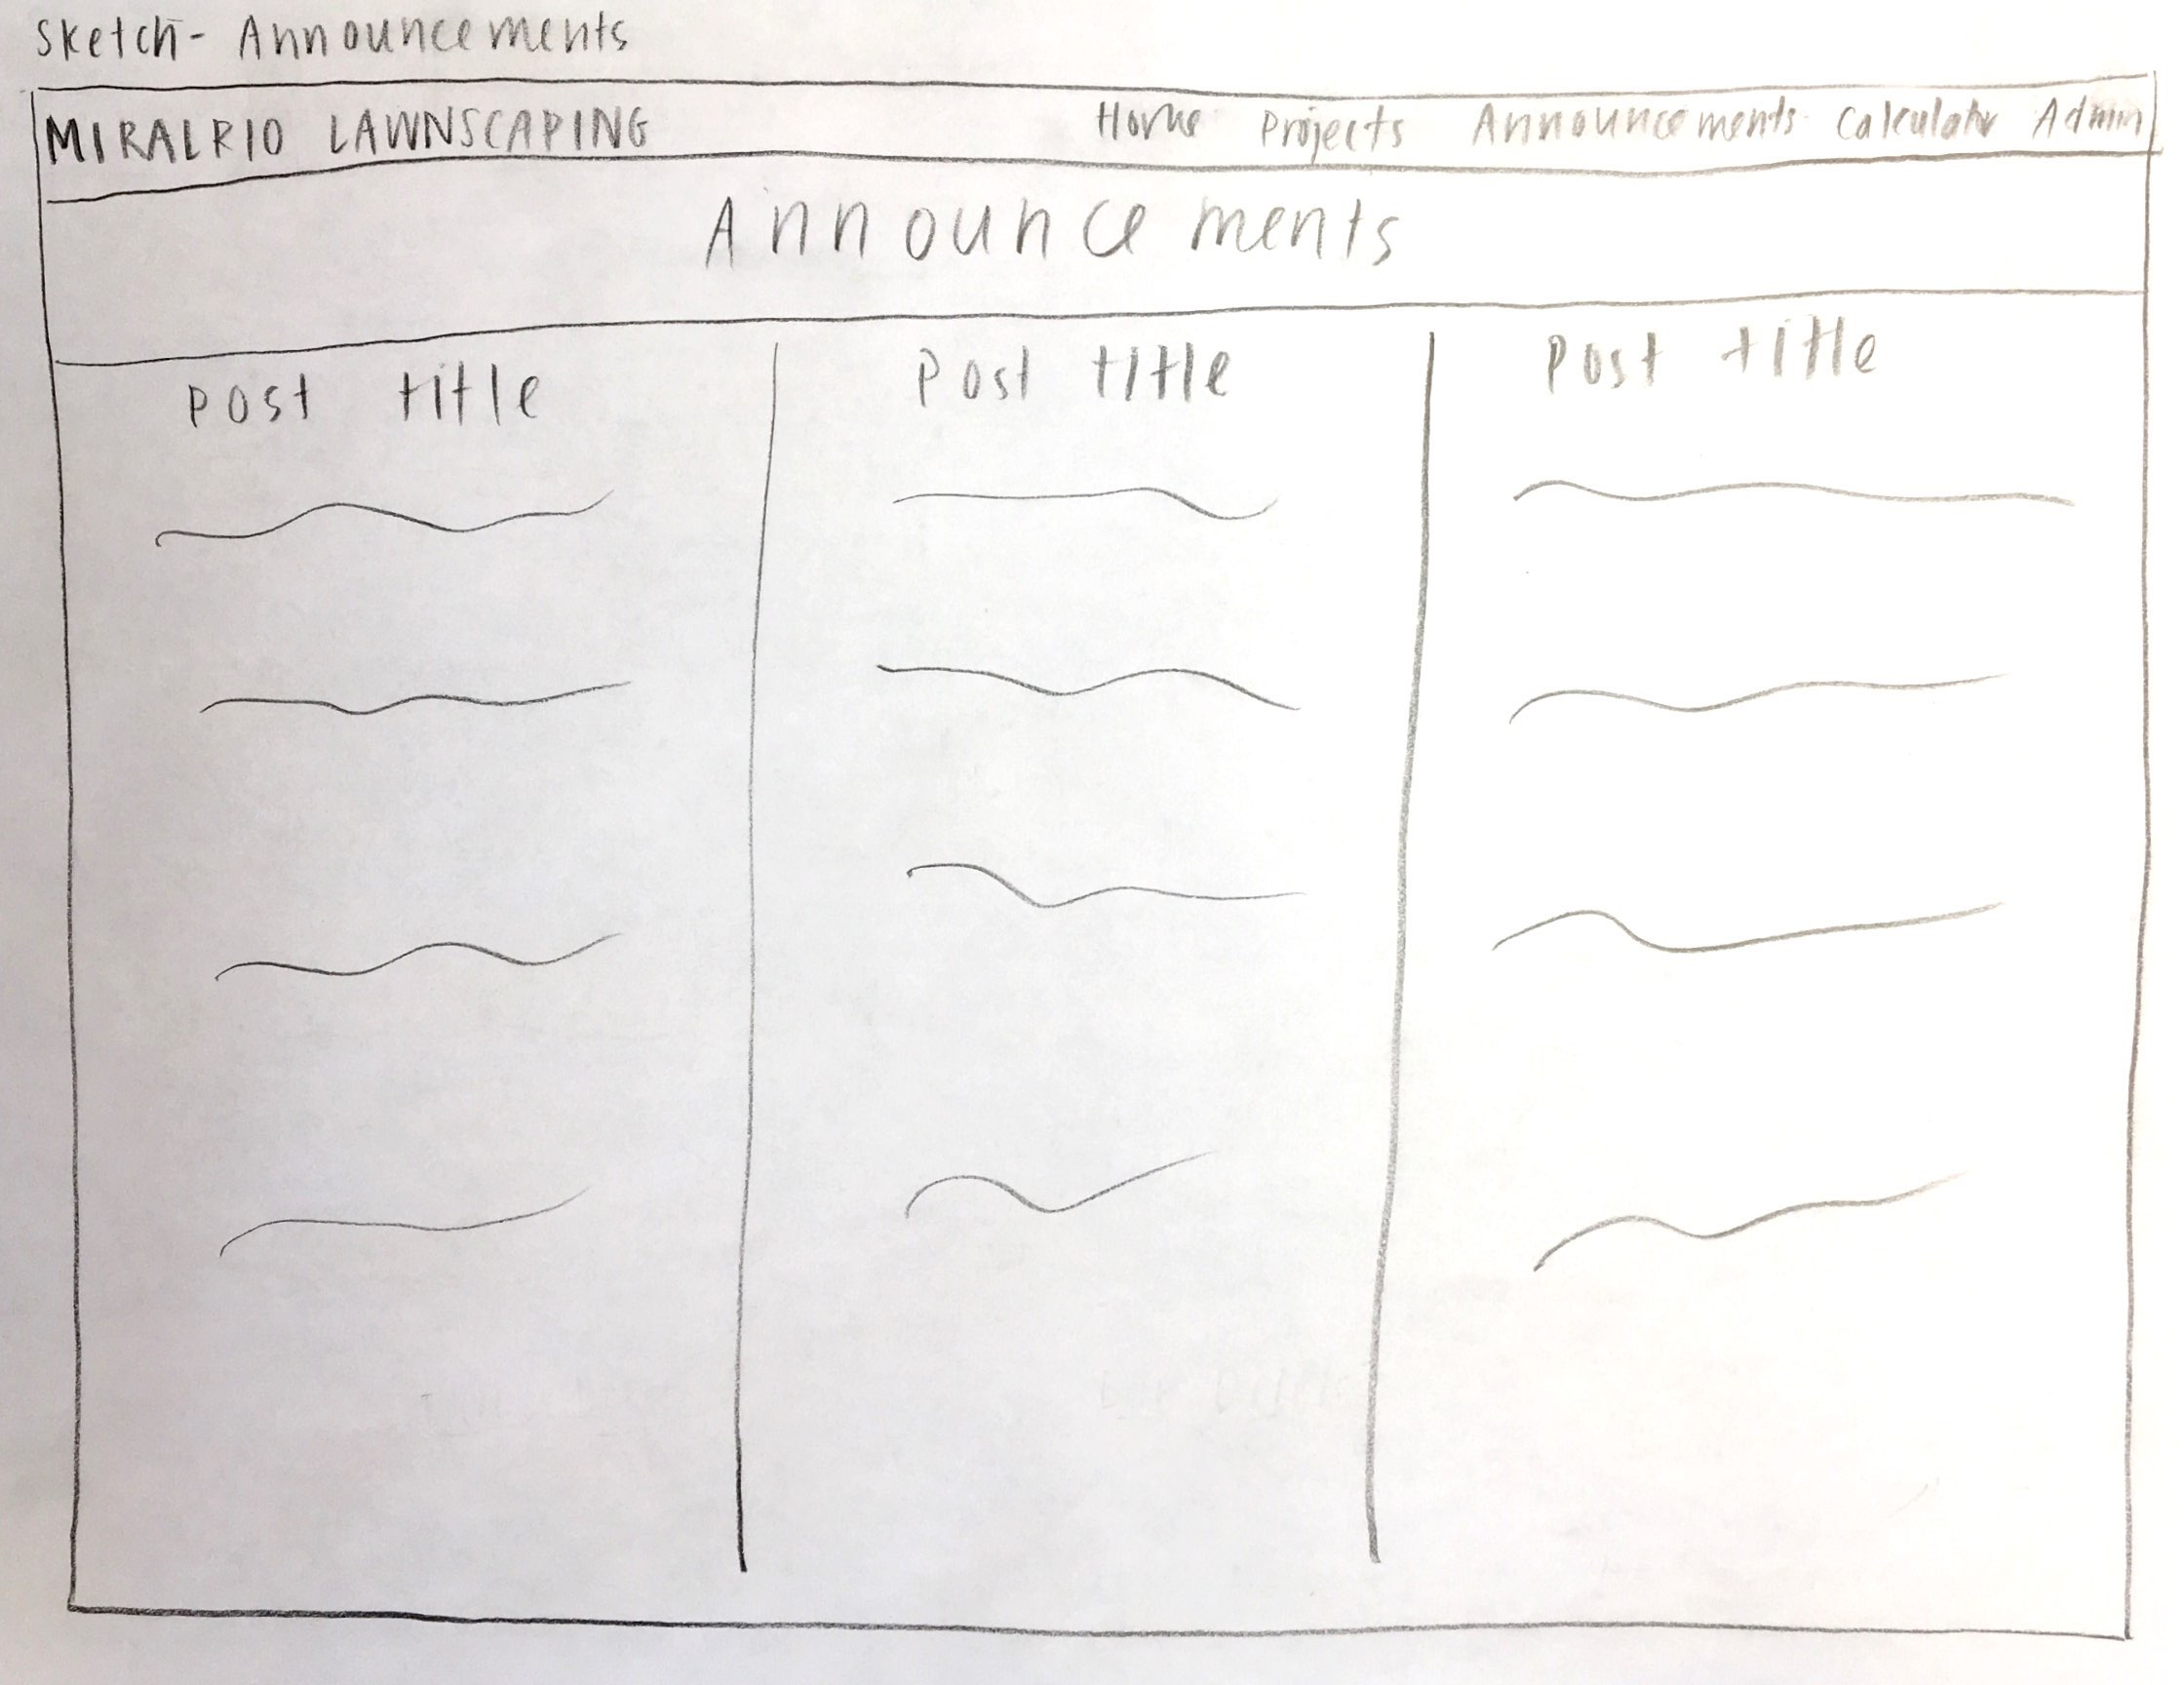 Sketch- Announcements
MIRALRIO LAWNSCAPING Home Projects Announcements Calculator Admin
Announcements
Post title Post title Post title